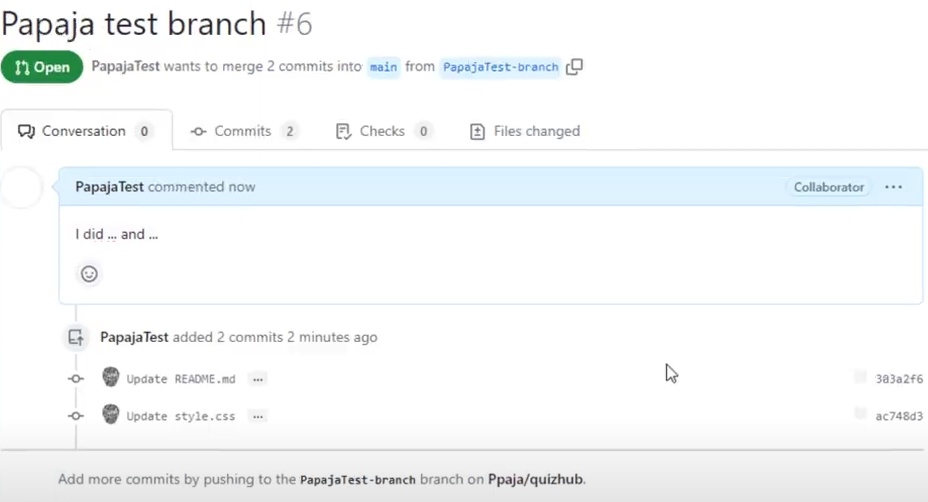 Papaja test branch #6
Open PapajaTest wants to merge 2 commits into main from PapajaTest-branch
Conversation 0 Commits 2 Checks 0 Files changed
PapajaTest commented now Collaborator ...
I did ... and ...
PapajaTest added 2 commits 2 minutes ago
Update README.md ... 303a2f6
Update style.css ... ac748d3
Add more commits by pushing to the PapajaTest-branch branch on Ppaja/quizhub.